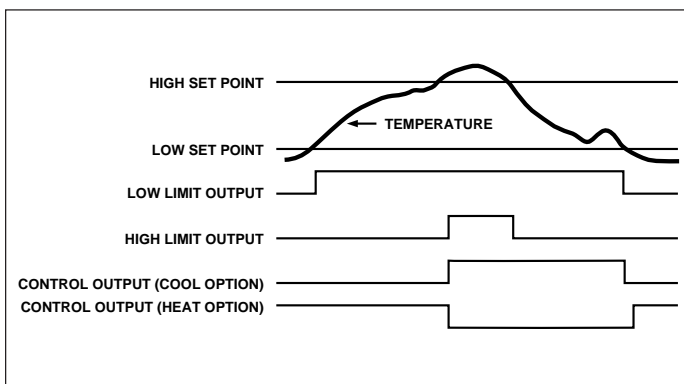 HIGH SET POINT
TEMPERATURE
LOW SET POINT
LOW LIMIT OUTPUT
HIGH LIMIT OUTPUT
CONTROL OUTPUT (COOL OPTION)
CONTROL OUTPUT (HEAT OPTION)